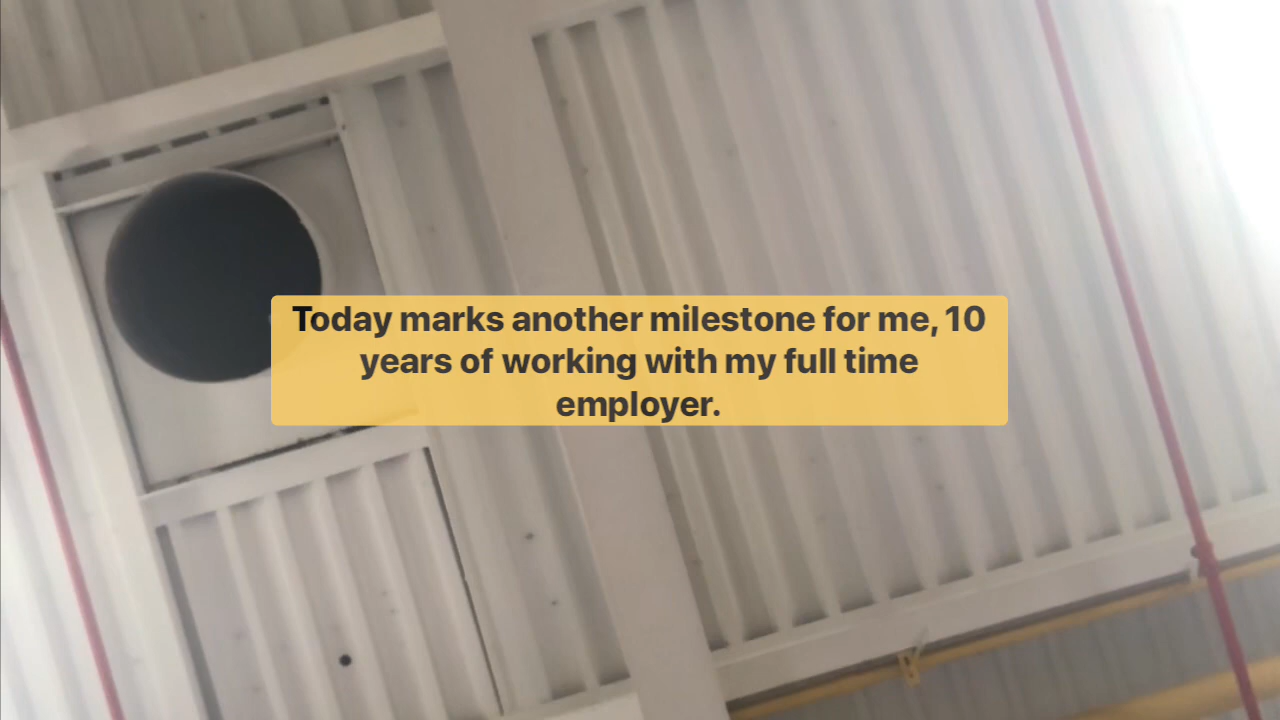 Today marks another milestone for me, 10
years of working with my full time
employer.